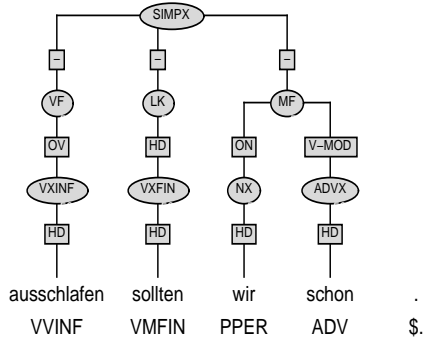 SIMPX
– – –
VF LK MF
OV HD ON V–MOD
VXINF VXFIN NX ADVX
HD HD HD HD
ausschlafen sollten wir schon .
VVINF VMFIN PPER ADV $.